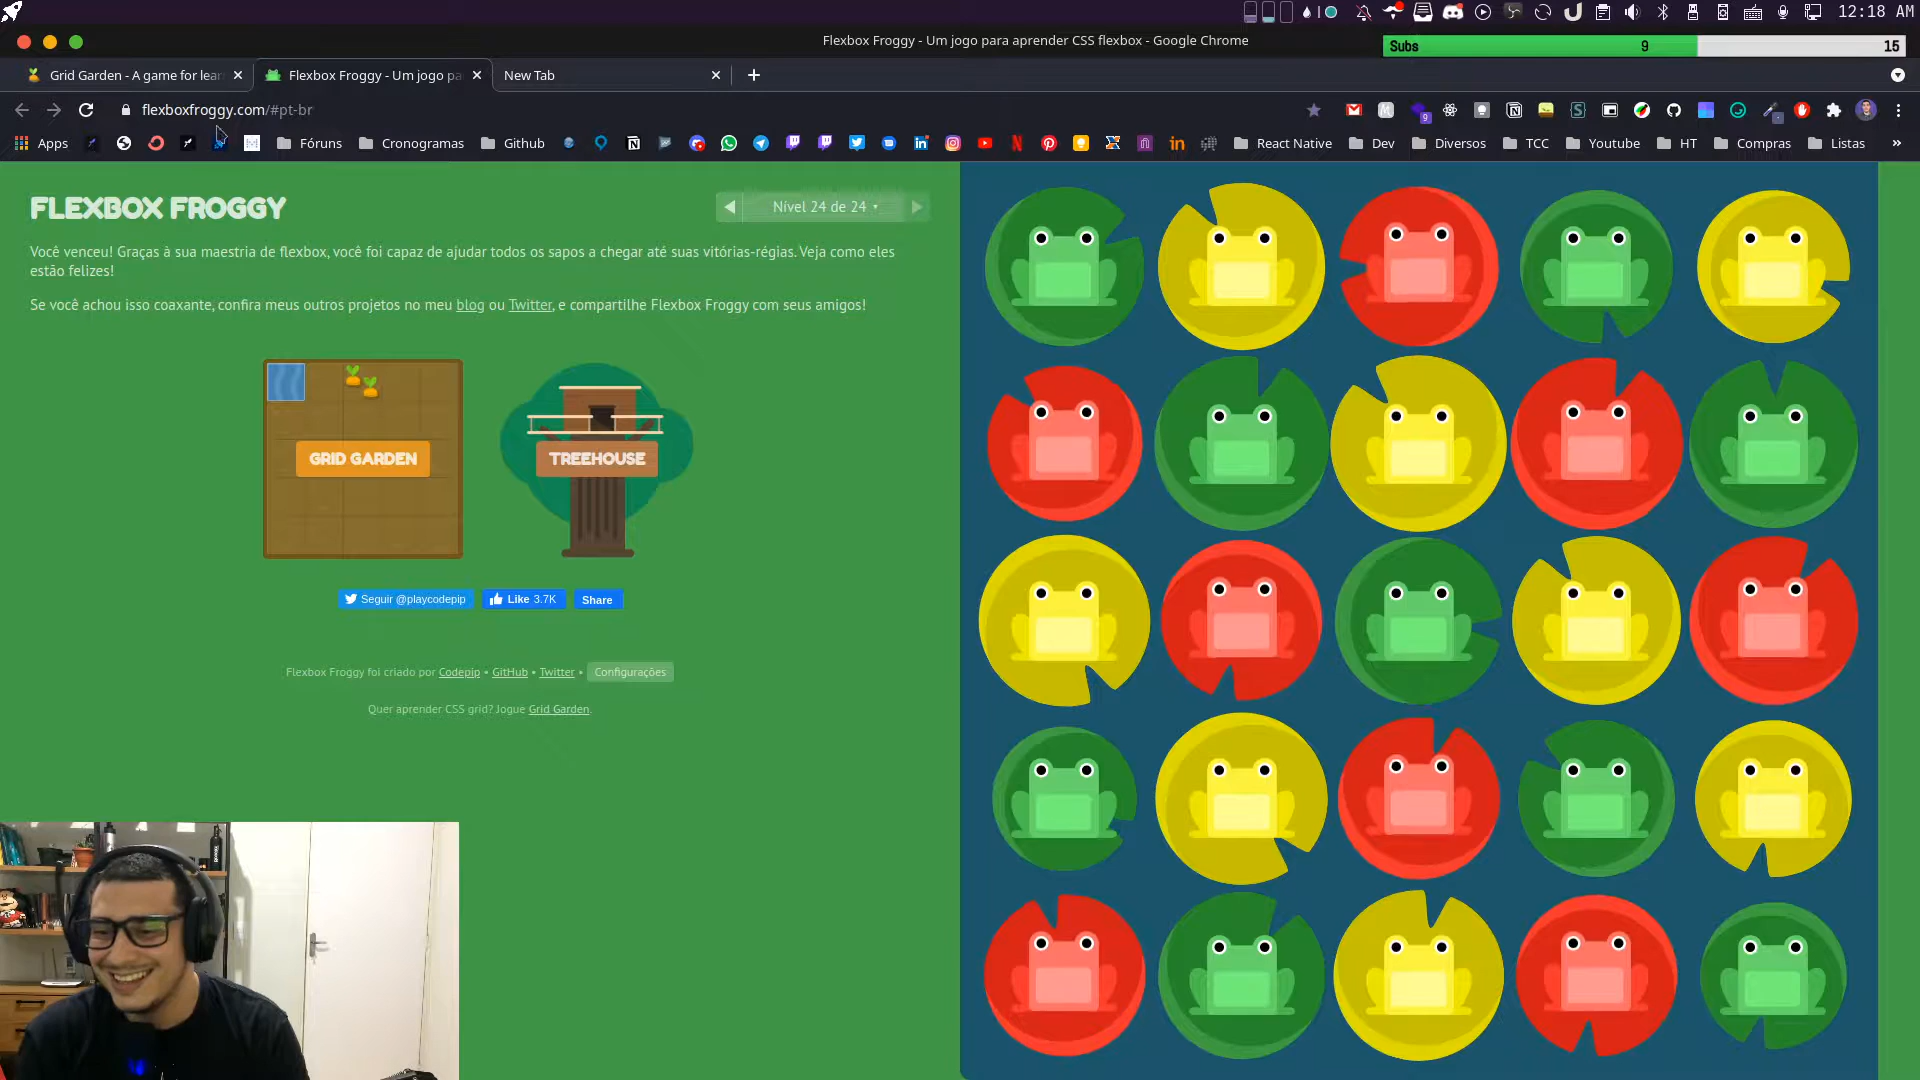 12:18 AM
Flexbox Froggy - Um jogo para aprender CSS flexbox - Google Chrome
Subs 9 15
Grid Garden - A game for lear
Flexbox Froggy - Um jogo pa
New Tab
flexboxfroggy.com/#pt-br
9
Apps
Fóruns
Cronogramas
Github
React Native
Dev
Diversos
TCC
Youtube
HT
Compras
Listas
»
FLEXBOX FROGGY
Nível 24 de 24
Você venceu! Graças à sua maestria de flexbox, você foi capaz de ajudar todos os sapos a chegar até suas vitórias-régias. Veja como eles
estão felizes!
Se você achou isso coaxante, confira meus outros projetos no meu blog ou Twitter, e compartilhe Flexbox Froggy com seus amigos!
GRID GARDEN
TREEHOUSE
Seguir @playcodepip
Like 3.7K
Share
Flexbox Froggy foi criado por Codepip • GitHub • Twitter • Configurações
Quer aprender CSS grid? Jogue Grid Garden.